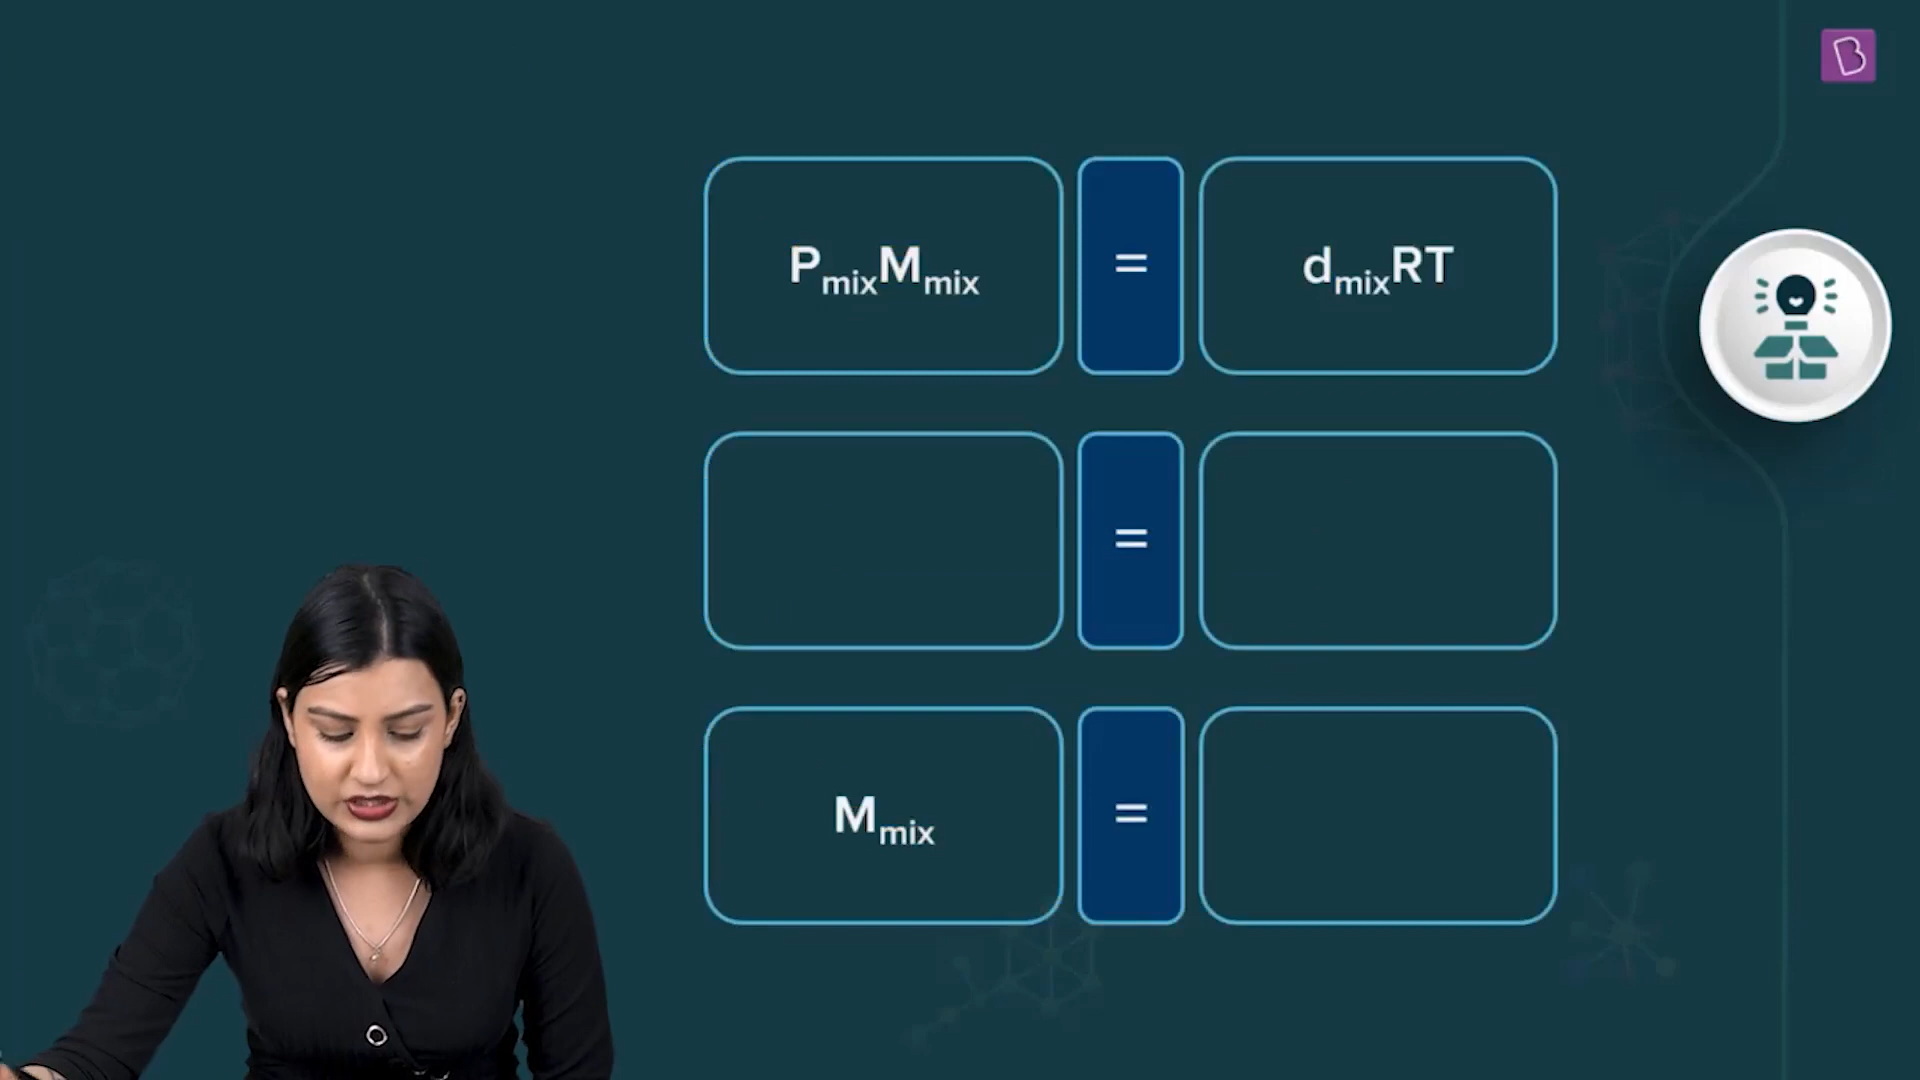 B
PmixMmix = dmixRT
=
Mmix =